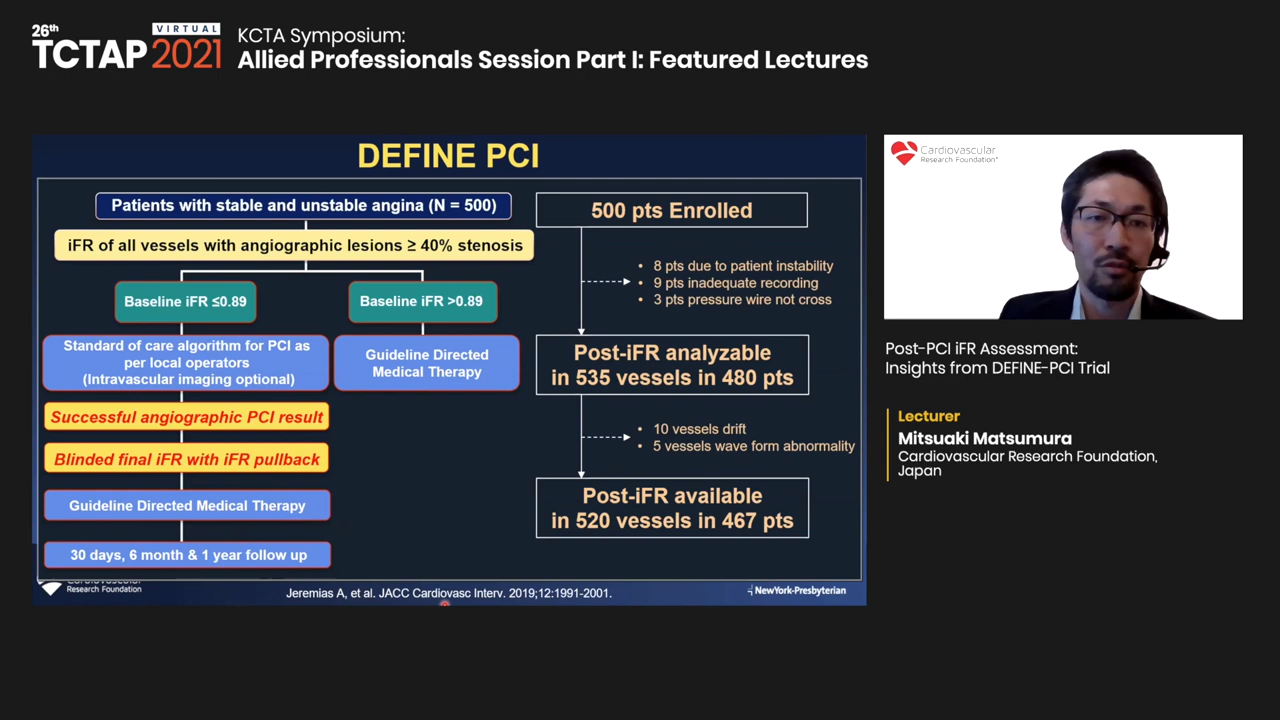 26th
VIRTUAL
TCTAP 2021
KCTA Symposium:
Allied Professionals Session Part I: Featured Lectures
DEFINE PCI
Patients with stable and unstable angina (N = 500)
iFR of all vessels with angiographic lesions ≥ 40% stenosis
Baseline iFR ≤0.89
Baseline iFR >0.89
Standard of care algorithm for PCI as
per local operators
(Intravascular imaging optional)
Guideline Directed
Medical Therapy
Successful angiographic PCI result
Blinded final iFR with iFR pullback
Guideline Directed Medical Therapy
30 days, 6 month & 1 year follow up
500 pts Enrolled
• 8 pts due to patient instability
• 9 pts inadequate recording
• 3 pts pressure wire not cross
Post-iFR analyzable
in 535 vessels in 480 pts
• 10 vessels drift
• 5 vessels wave form abnormality
Post-iFR available
in 520 vessels in 467 pts
Cardiovascular
Research Foundation
Jeremias A, et al. JACC Cardiovasc Interv. 2019;12:1991-2001.
NewYork-Presbyterian
Cardiovascular
Research Foundation®
Post-PCI iFR Assessment:
Insights from DEFINE-PCI Trial
Lecturer
Mitsuaki Matsumura
Cardiovascular Research Foundation,
Japan